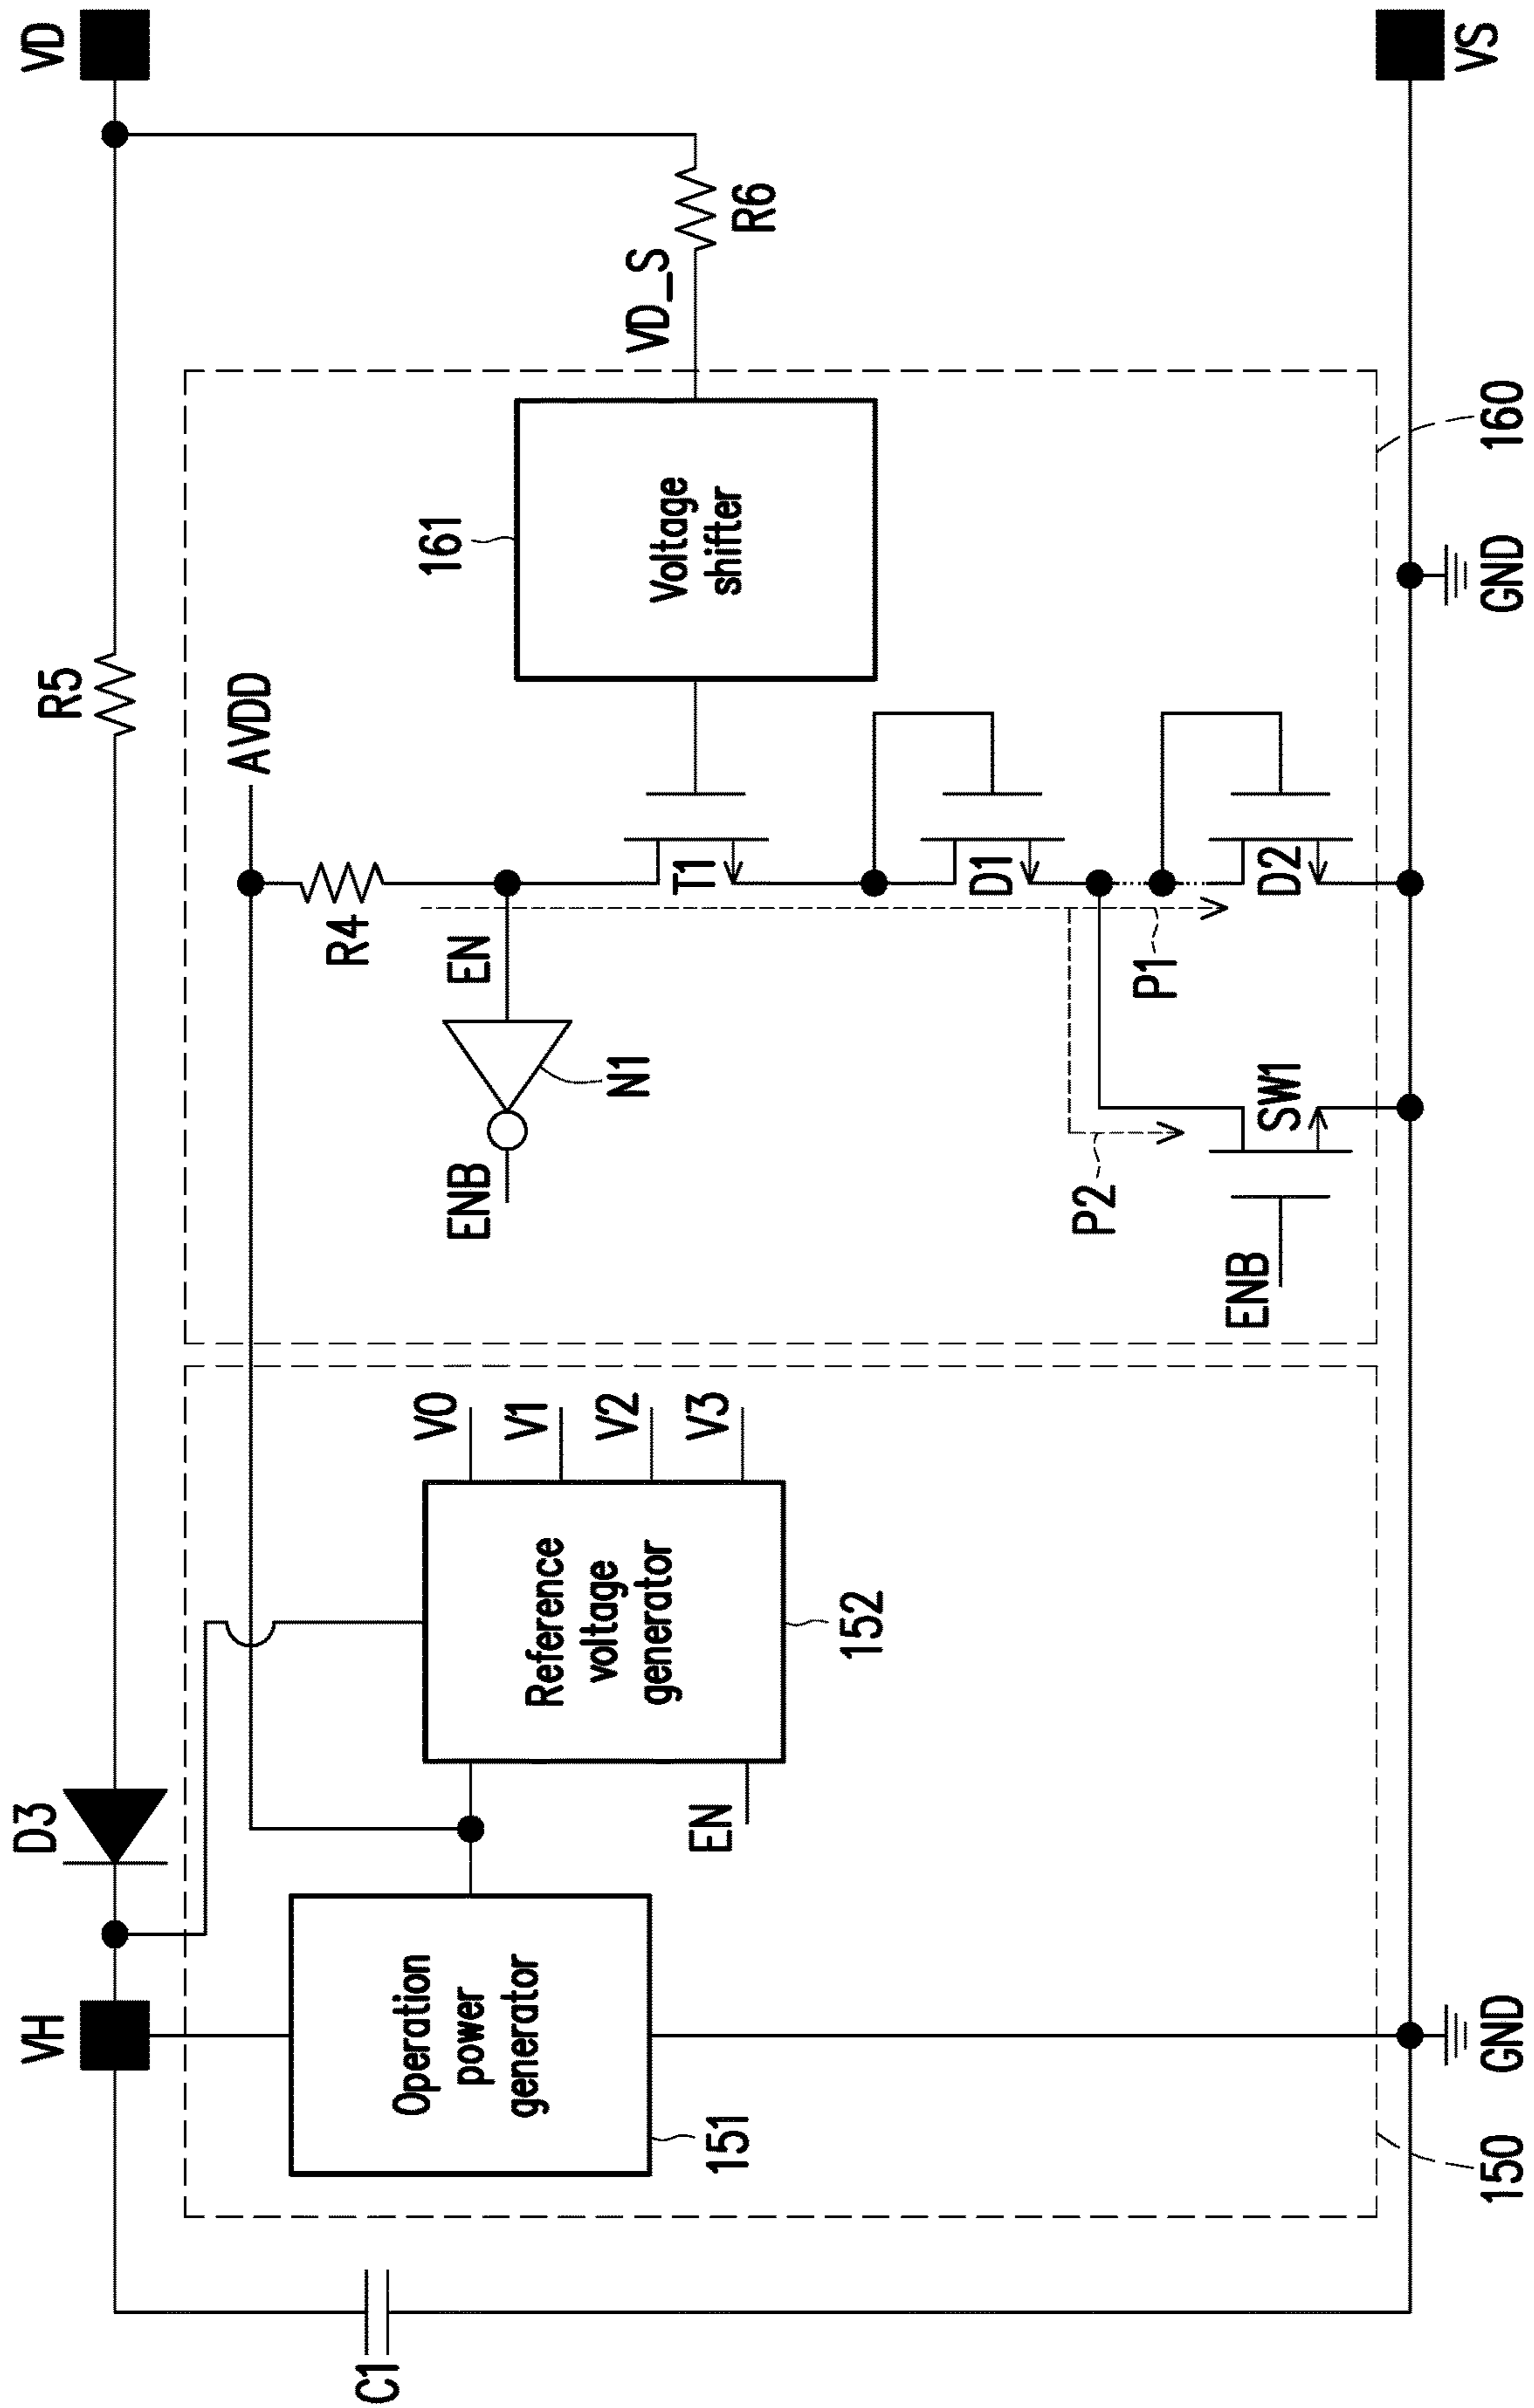 VD
VS
R6
VD_S
160
161
Voltage
shifter
GND
R5
AVDD
R4
T1
D1
D2
EN
N1
ENB
P1
P2
SW1
ENB
V0
V1
V2
V3
Reference
voltage
generator
152
EN
D3
VH
Operation
power
generator
151
GND
150
C1